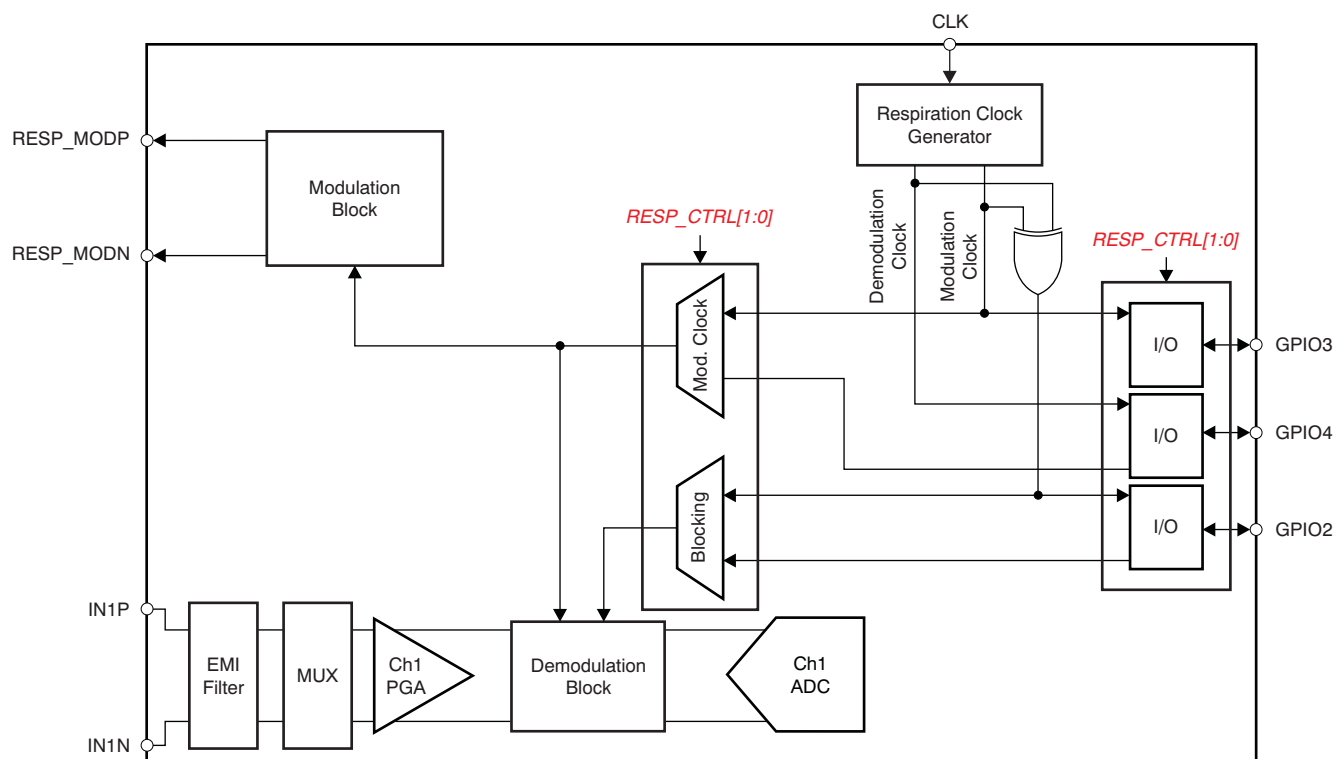 CLK
RESP_MODP
Modulation
Block
RESP_MODN
Respiration Clock
Generator
Demodulation
Clock
Modulation
Clock
RESP_CTRL[1:0]
RESP_CTRL[1:0]
Mod. Clock
Blocking
I/O
GPIO3
I/O
GPIO4
I/O
GPIO2
IN1P
IN1N
EMI
Filter
MUX
Ch1
PGA
Demodulation
Block
Ch1
ADC